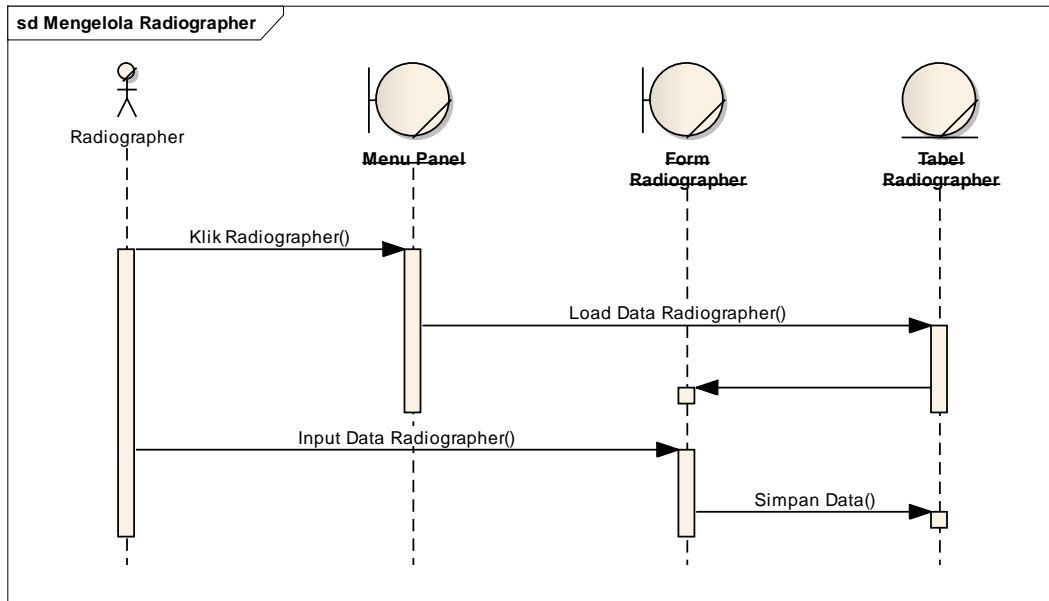 sd Mengelola Radiographer
Radiographer
Menu Panel
Form
Radiographer
Tabel
Radiographer
Klik Radiographer()
Load Data Radiographer()
Input Data Radiographer()
Simpan Data()